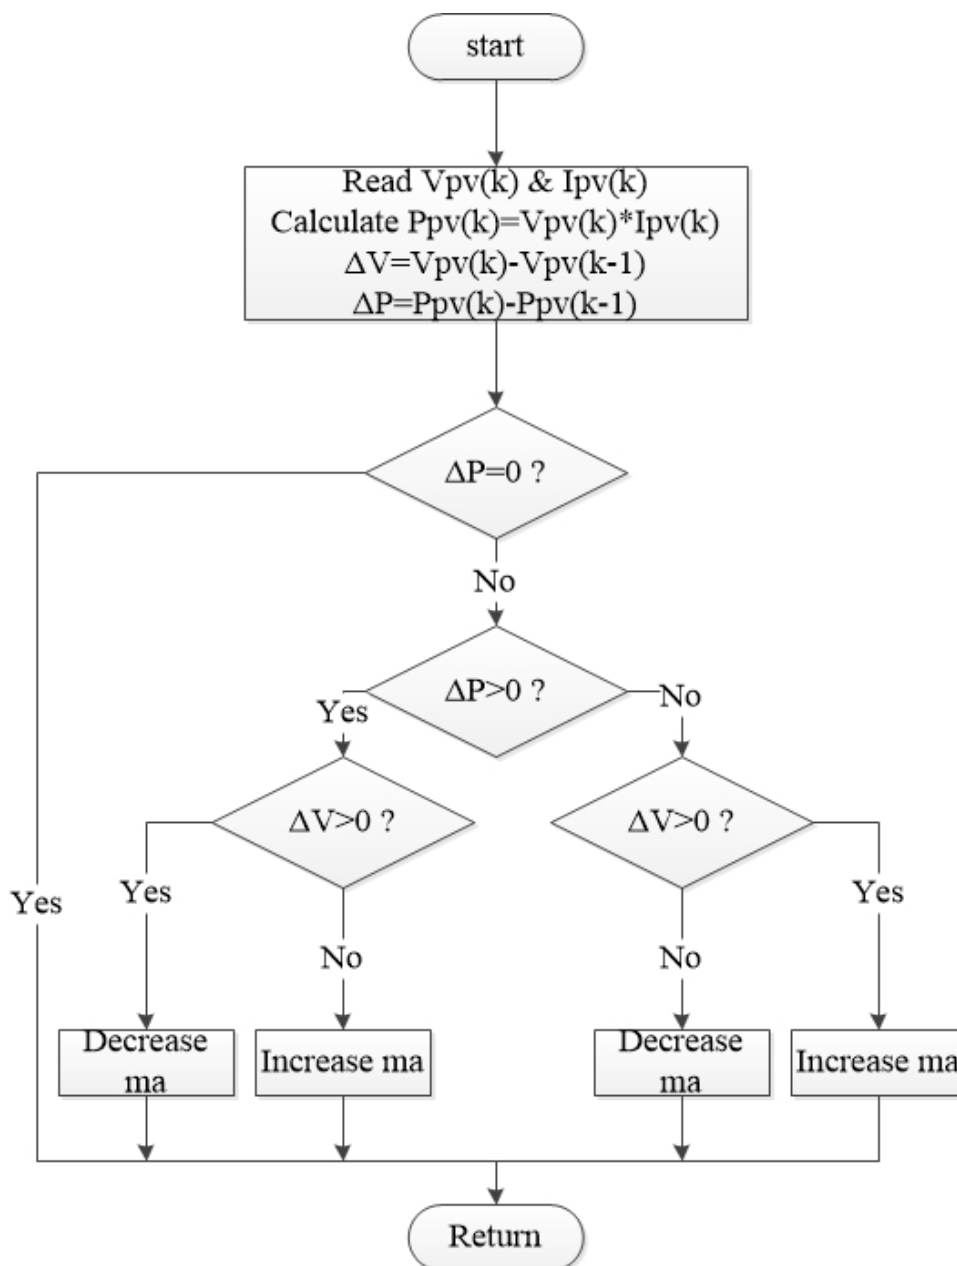 start
Read Vpv(k) & Ipv(k)
Calculate Ppv(k)=Vpv(k)*Ipv(k)
ΔV=Vpv(k)-Vpv(k-1)
ΔP=Ppv(k)-Ppv(k-1)
ΔP=0 ?
No
ΔP>0 ?
Yes
No
ΔV>0 ?
ΔV>0 ?
Yes
Yes
Yes
No
No
Decrease
ma
Increase ma
Decrease
ma
Increase ma
Return